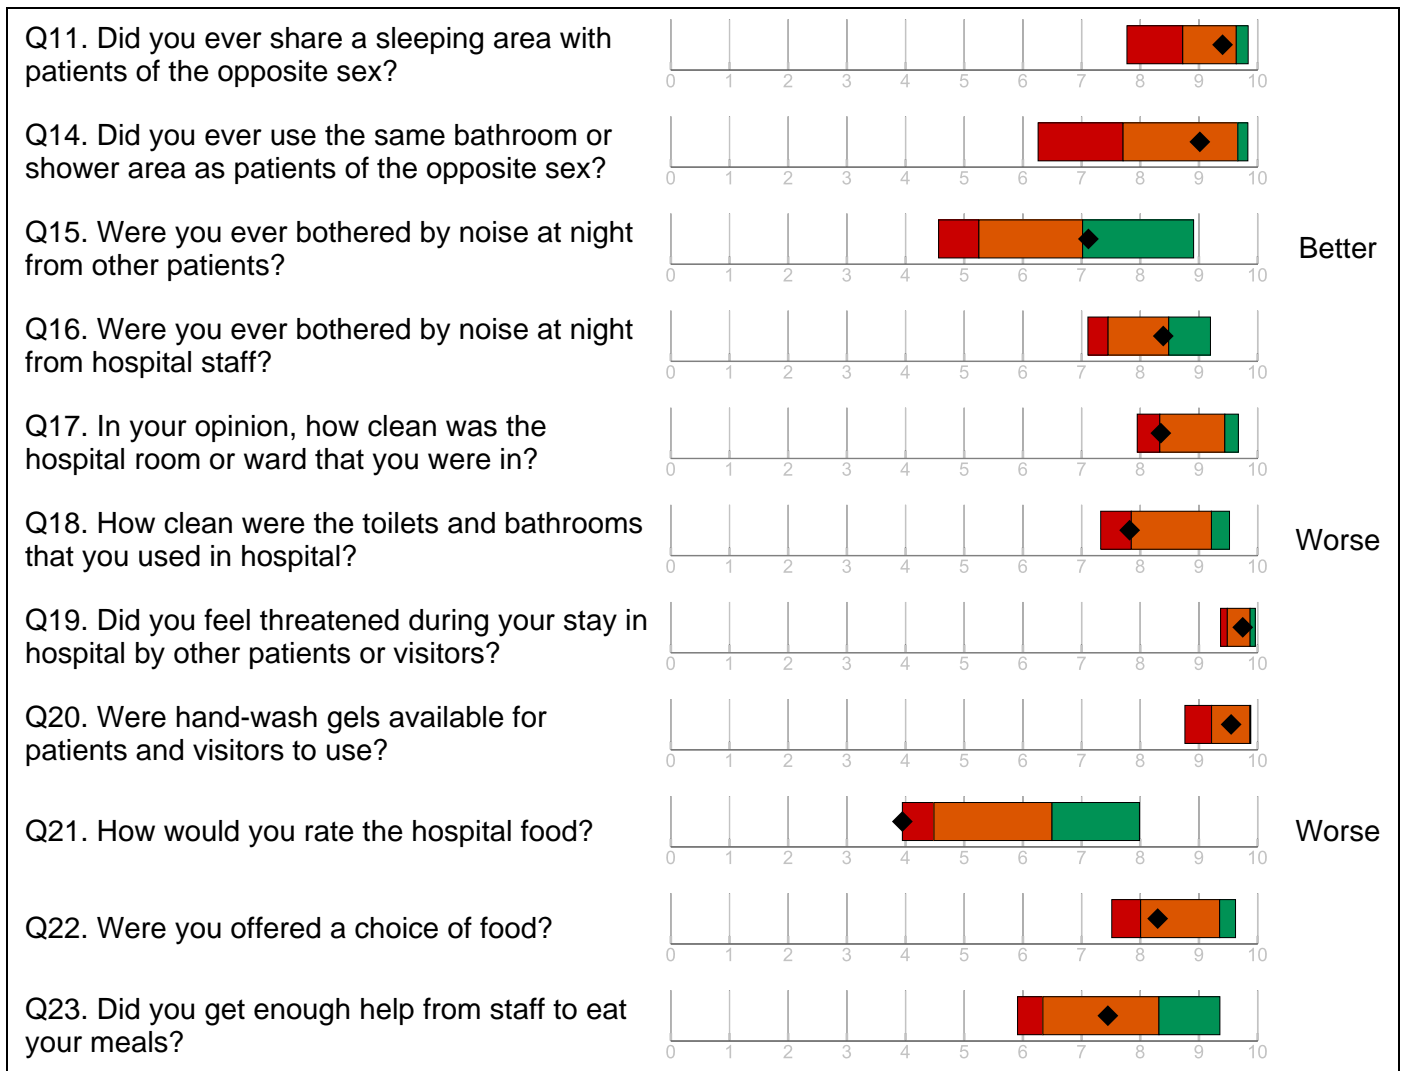 Q11. Did you ever share a sleeping area with
patients of the opposite sex?
0 1 2 3 4 5 6 7 8 9 10
Q14. Did you ever use the same bathroom or
shower area as patients of the opposite sex?
0 1 2 3 4 5 6 7 8 9 10
Q15. Were you ever bothered by noise at night
from other patients?
Better
0 1 2 3 4 5 6 7 8 9 10
Q16. Were you ever bothered by noise at night
from hospital staff?
0 1 2 3 4 5 6 7 8 9 10
Q17. In your opinion, how clean was the
hospital room or ward that you were in?
0 1 2 3 4 5 6 7 8 9 10
Q18. How clean were the toilets and bathrooms
that you used in hospital?
Worse
0 1 2 3 4 5 6 7 8 9 10
Q19. Did you feel threatened during your stay in
hospital by other patients or visitors?
0 1 2 3 4 5 6 7 8 9 10
Q20. Were hand-wash gels available for
patients and visitors to use?
0 1 2 3 4 5 6 7 8 9 10
Q21. How would you rate the hospital food?
Worse
0 1 2 3 4 5 6 7 8 9 10
Q22. Were you offered a choice of food?
0 1 2 3 4 5 6 7 8 9 10
Q23. Did you get enough help from staff to eat
your meals?
0 1 2 3 4 5 6 7 8 9 10